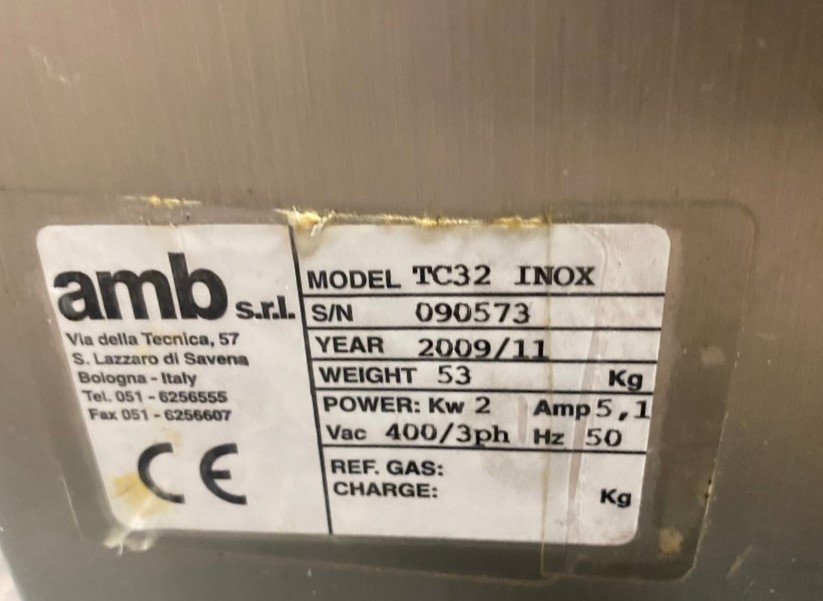 amb s.r.l.
Via della Tecnica, 57
S. Lazzaro di Savena
Bologna - Italy
Tel. 051 - 6256555
Fax 051 - 6256607
CE
MODEL TC32 INOX
S/N 090573
YEAR 2009/11
WEIGHT 53 Kg
POWER: Kw 2 Amp 5,1
Vac 400/3ph Hz 50
REF. GAS:
CHARGE: Kg